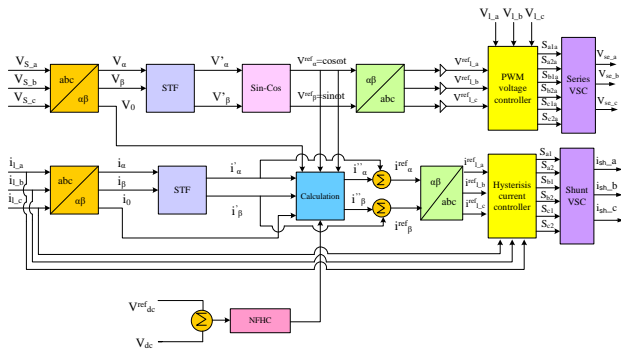 V_l_a V_l_b V_l_c
V_S_a
V_S_b
V_S_c
abc
αβ
V_α
V_β
V_0
STF
V'_α
V'_β
Sin-Cos
V^ref_α=cosωt
V^ref_β=sinωt
αβ
abc
V^ref_l_a
V^ref_l_b
V^ref_l_c
PWM
voltage
controller
S_a1a
S_a2a
S_b1a
S_b2a
S_c1a
S_c2a
Series
VSC
V_se_a
V_se_b
V_se_c
i_l_a
i_l_b
i_l_c
abc
αβ
i_α
i_β
i_0
STF
i'_α
i'_β
Calculation
i''_α
i''_β
Σ
Σ
i^ref_α
i^ref_β
αβ
abc
i^ref_l_a
i^ref_l_b
i^ref_l_c
Hysterisis
current
controller
S_a1
S_a2
S_b1
S_b2
S_c1
S_c2
Shunt
VSC
i_sh_a
i_sh_b
i_sh_c
V^ref_dc
V_dc
Σ
NFHC